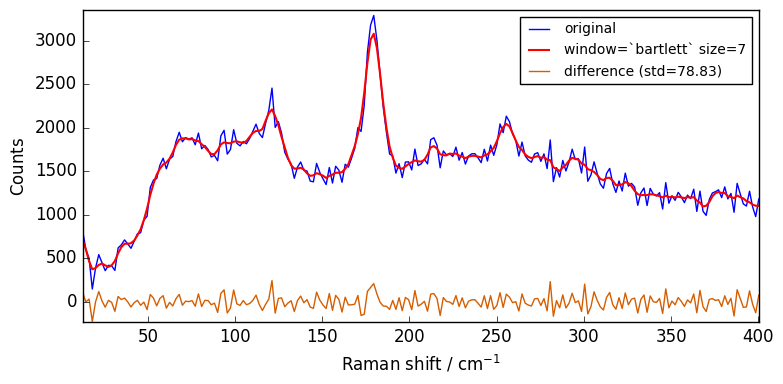 original
window=`bartlett` size=7
difference (std=78.83)
3000
2500
2000
1500
1000
500
0
Counts
50 100 150 200 250 300 350 400
Raman shift / cm⁻¹